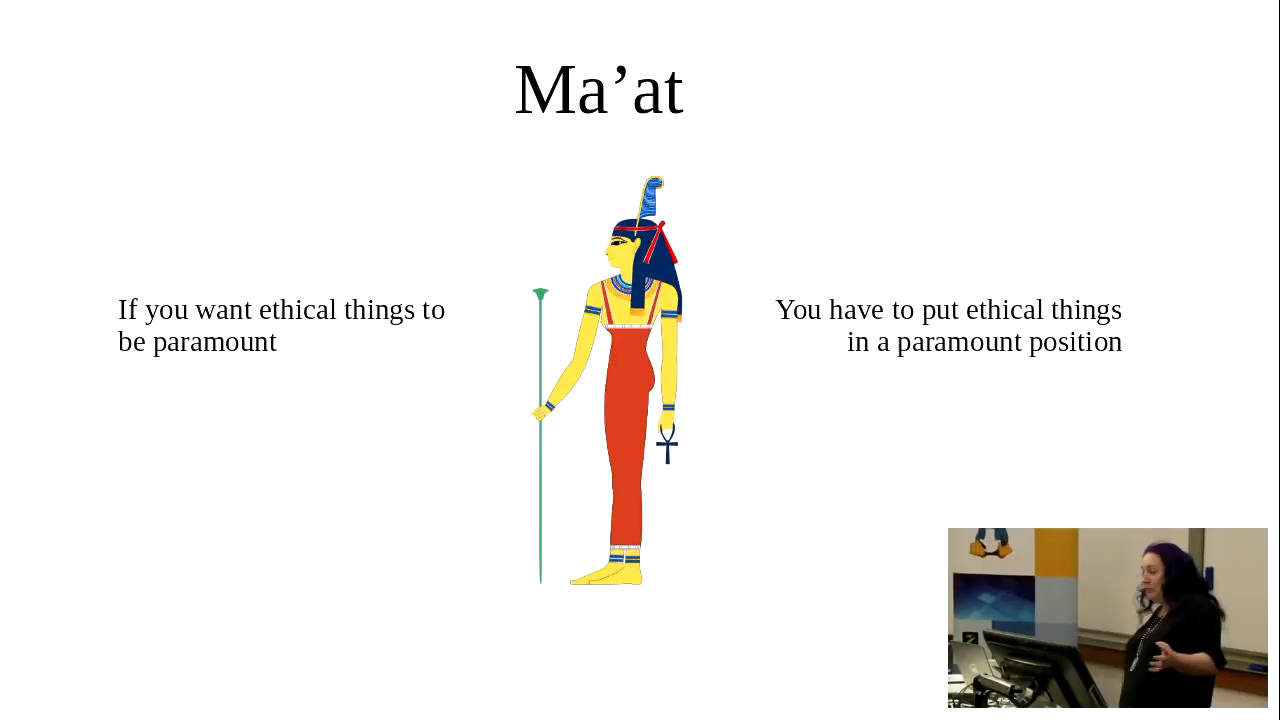 Ma’at
If you want ethical things to
be paramount
You have to put ethical things
in a paramount position